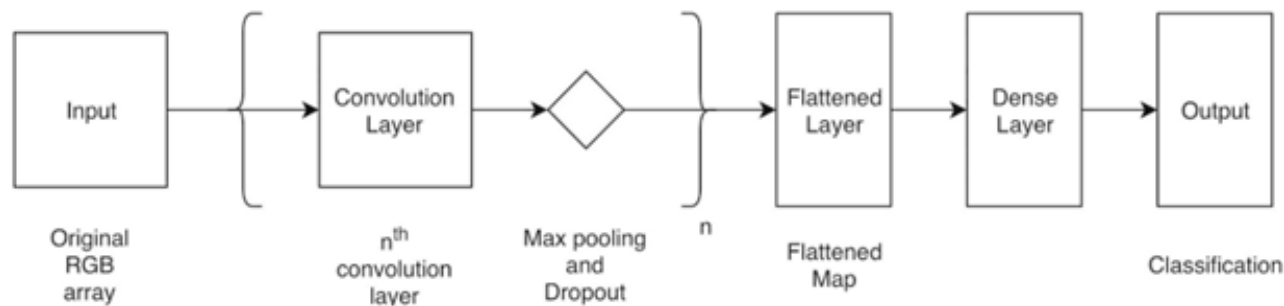 Input
Convolution
Layer
Flattened
Layer
Dense
Layer
Output
Original
RGB
array
nth
convolution
layer
Max pooling
and
Dropout
n
Flattened
Map
Classification